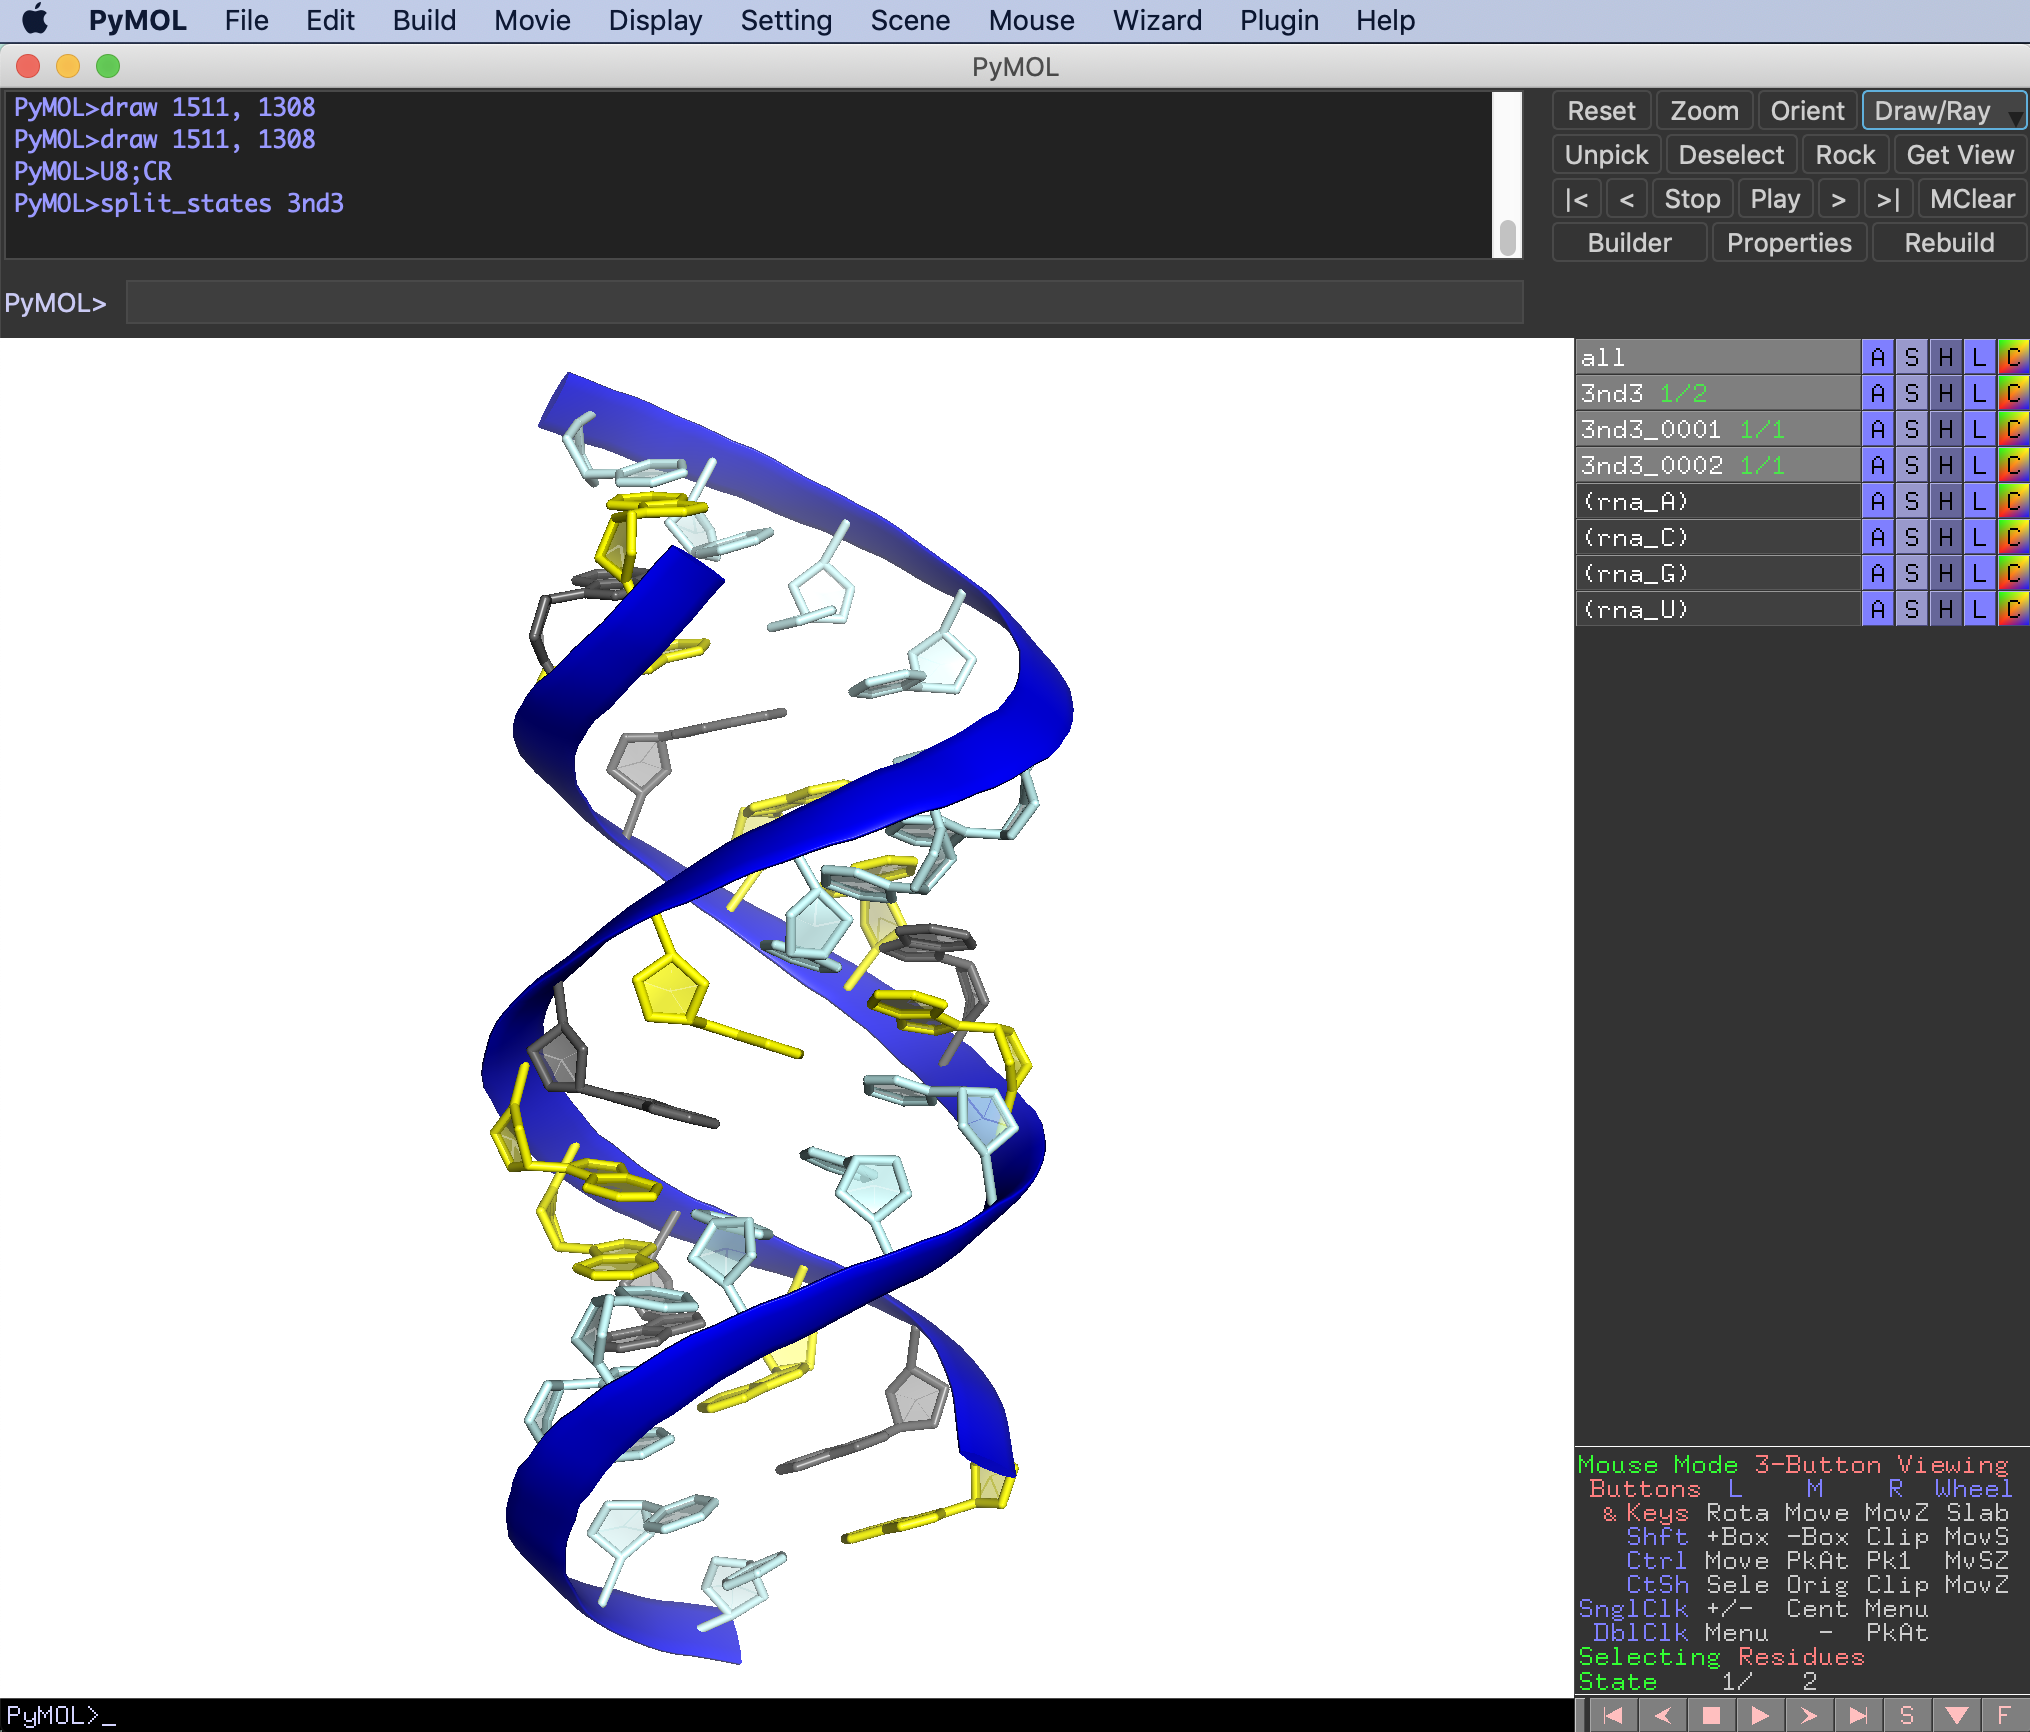 PyMOL File Edit Build Movie Display Setting Scene Mouse Wizard Plugin Help
PyMOL
PyMOL>draw 1511, 1308
PyMOL>draw 1511, 1308
PyMOL>U8;CR
PyMOL>split_states 3nd3
PyMOL>
Reset Zoom Orient Draw/Ray
Unpick Deselect Rock Get View
|< < Stop Play > >| MClear
Builder Properties Rebuild
all A S H L C
3nd3 1/2 A S H L C
3nd3_0001 1/1 A S H L C
3nd3_0002 1/1 A S H L C
(rna_A) A S H L C
(rna_C) A S H L C
(rna_G) A S H L C
(rna_U) A S H L C
Mouse Mode 3-Button Viewing
Buttons L M R Wheel
& Keys Rota Move MovZ Slab
Shft +Box -Box Clip MovS
Ctrl Move PkAt Pk1 MvSZ
CtSh Sele Orig Clip MovZ
SnglClk +/- Cent Menu
DblClk Menu - PkAt
Selecting Residues
State 1/ 2
PyMOL>_
S F